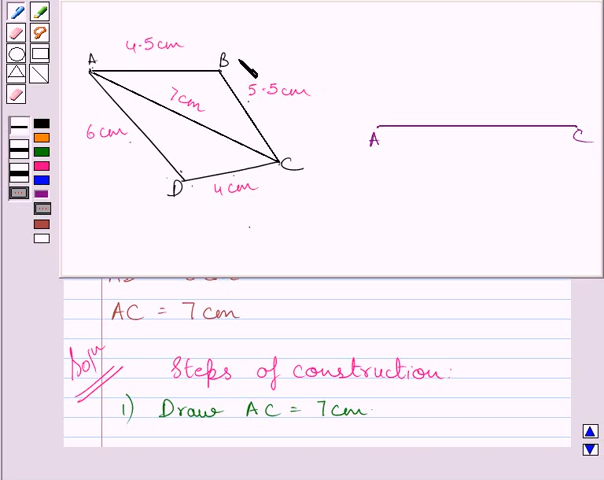 4.5cm
A
B
7cm
5.5cm
6cm
A
C
C
D
4cm
AC = 7cm
Solⁿ
Steps of construction:
1) Draw AC = 7cm.